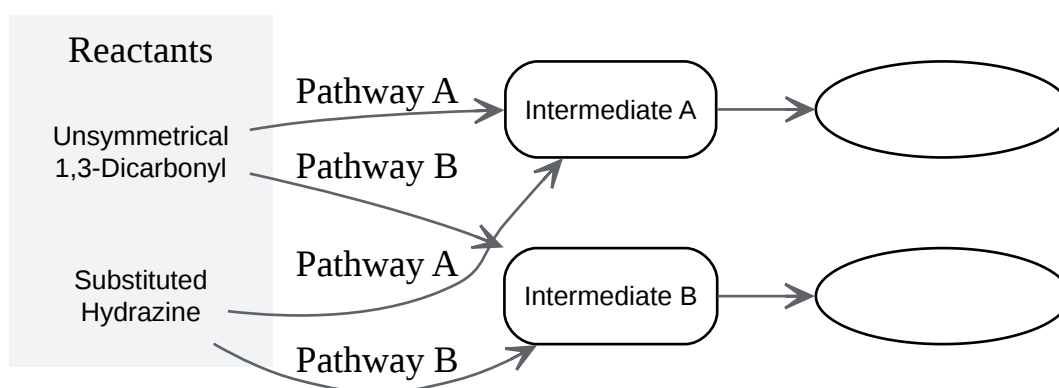 Reactants
Pathway A
Intermediate A
Unsymmetrical
1,3-Dicarbonyl
Pathway B
Pathway A
Substituted
Hydrazine
Intermediate B
Pathway B